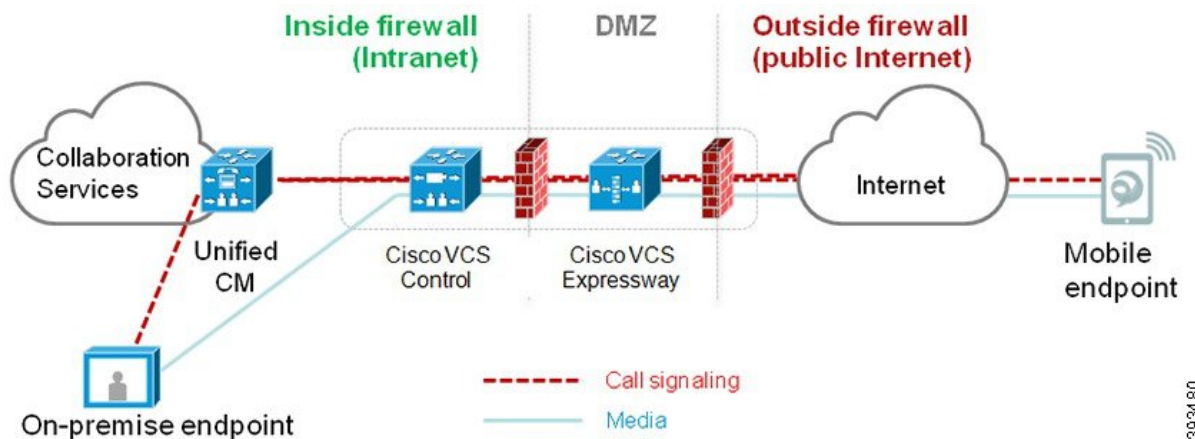 Inside firewall
(Intranet)
DMZ
Outside firewall
(public Internet)
Collaboration
Services
Unified
CM
Cisco VCS
Control
Cisco VCS
Expressway
Internet
Mobile
endpoint
On-premise endpoint
Call signaling
Media
393480